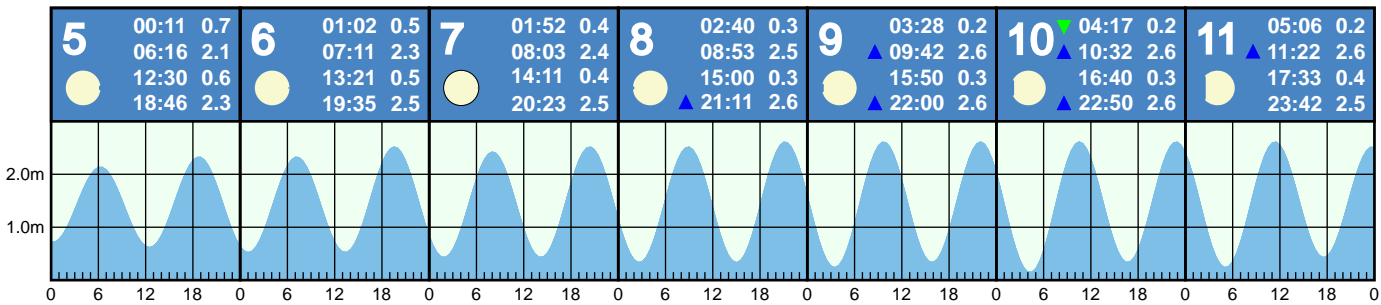 5
00:11 0.7
06:16 2.1
12:30 0.6
18:46 2.3
6
01:02 0.5
07:11 2.3
13:21 0.5
19:35 2.5
7
01:52 0.4
08:03 2.4
14:11 0.4
20:23 2.5
8
02:40 0.3
08:53 2.5
15:00 0.3
▲ 21:11 2.6
9
03:28 0.2
▲ 09:42 2.6
15:50 0.3
▲ 22:00 2.6
10
▼ 04:17 0.2
▲ 10:32 2.6
16:40 0.3
▲ 22:50 2.6
11
05:06 0.2
▲ 11:22 2.6
17:33 0.4
23:42 2.5
2.0m
1.0m
0 6 12 18 0 6 12 18 0 6 12 18 0 6 12 18 0 6 12 18 0 6 12 18 0 6 12 18 0